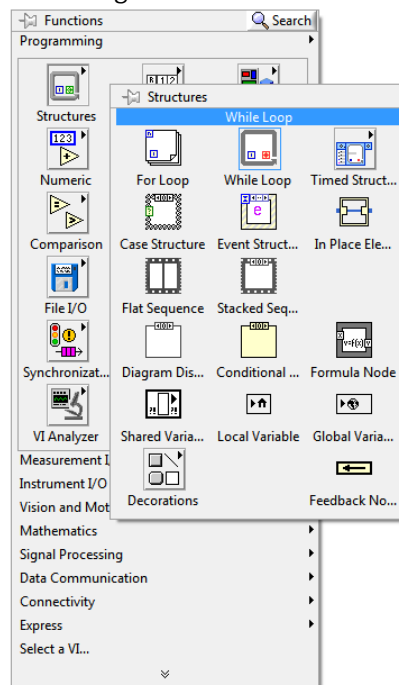 Functions
Search
Programming
Structures
Structures
While Loop
Numeric
For Loop
While Loop
Timed Struct...
Comparison
Case Structure
Event Struct...
In Place Ele...
File I/O
Flat Sequence
Stacked Seq...
Synchronizat...
Diagram Dis...
Conditional ...
Formula Node
VI Analyzer
Shared Varia...
Local Variable
Global Varia...
Measurement I
Instrument I/O
Decorations
Feedback No...
Vision and Mot
Mathematics
Signal Processing
Data Communication
Connectivity
Express
Select a VI...